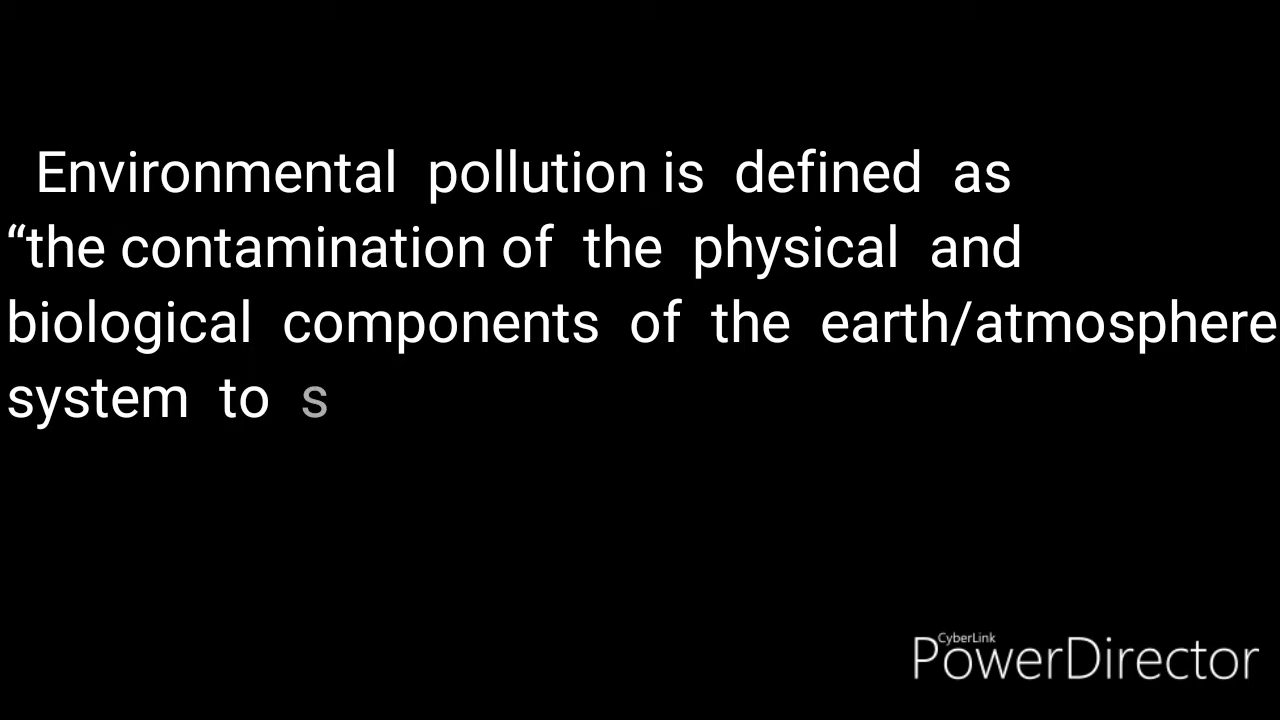 Environmental pollution is defined as
“the contamination of the physical and
biological components of the earth/atmosphere
system to s
CyberLink
PowerDirector